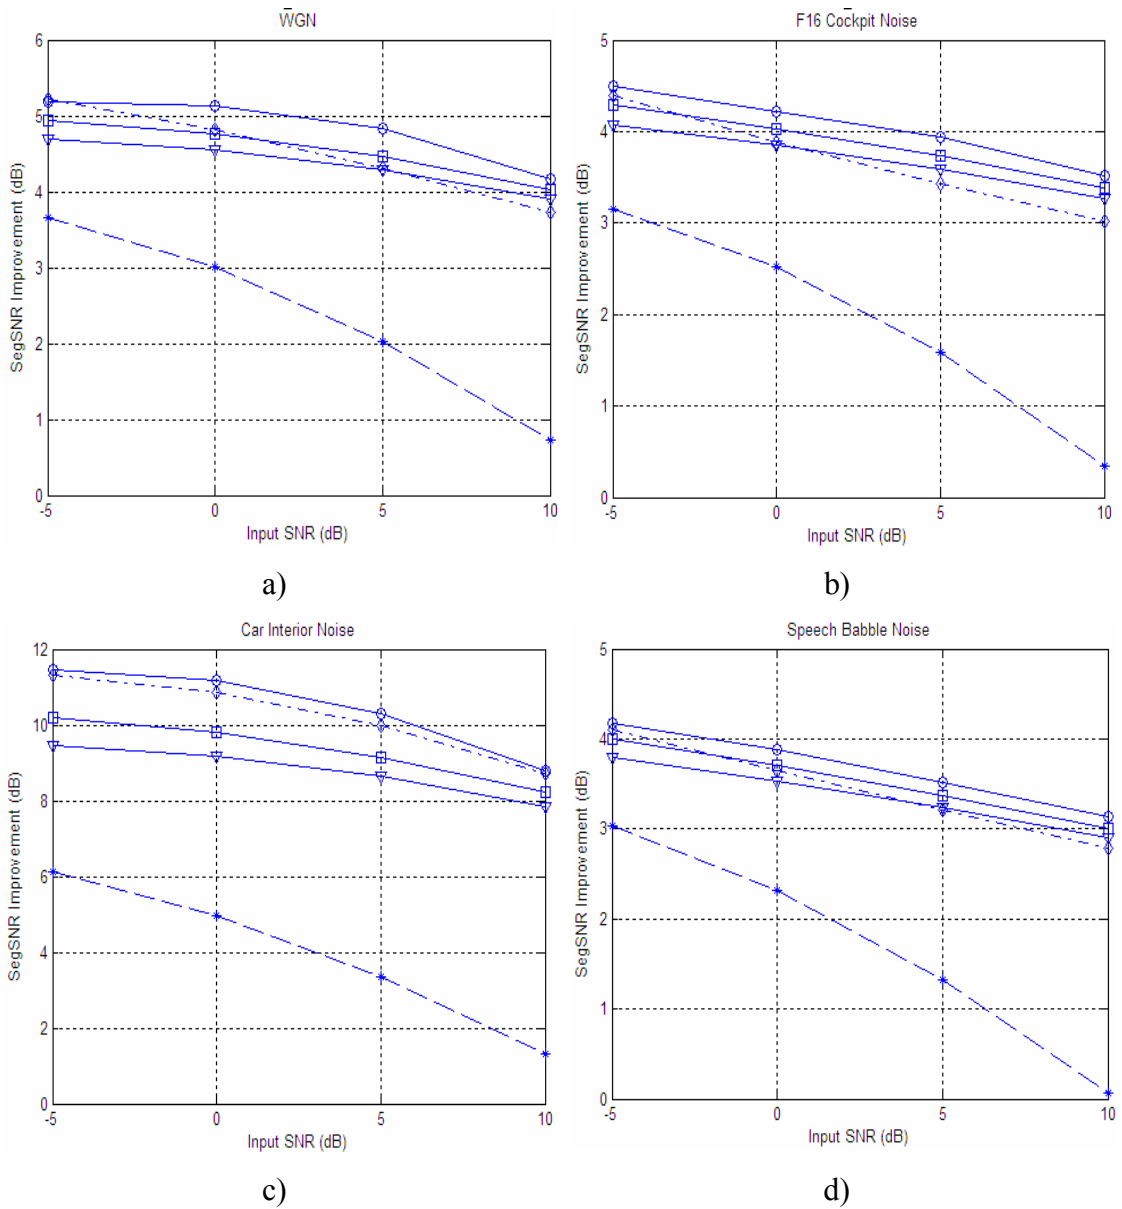 WGN
SegSNR Improvement (dB)
6
5
4
3
2
1
0
-5 0 5 10
Input SNR (dB)
a)
F16 Cockpit Noise
SegSNR Improvement (dB)
5
4
3
2
1
0
-5 0 5 10
Input SNR (dB)
b)
Car Interior Noise
SegSNR Improvement (dB)
12
10
8
6
4
2
0
-5 0 5 10
Input SNR (dB)
c)
Speech Babble Noise
SegSNR Improvement (dB)
5
4
3
2
1
0
-5 0 5 10
Input SNR (dB)
d)